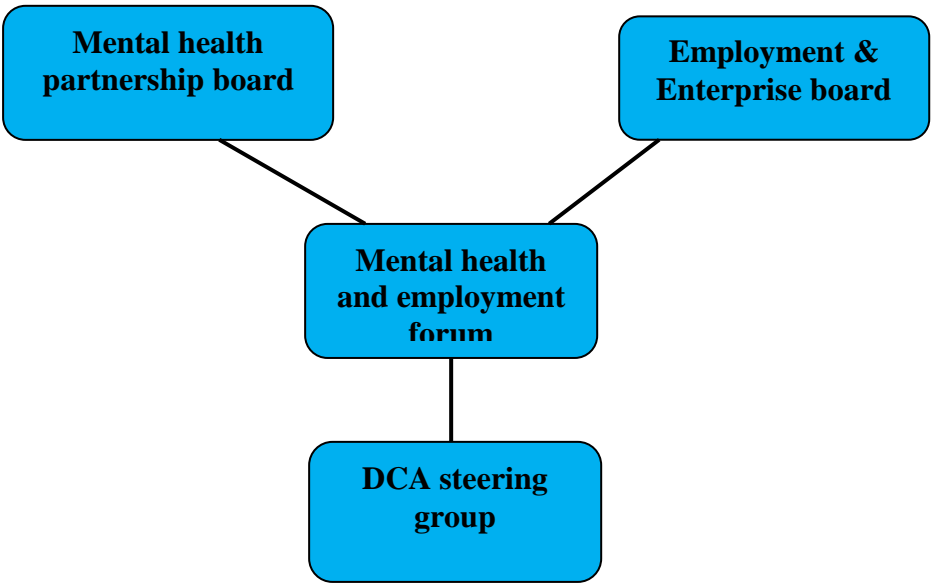 Mental health
partnership board
Employment &
Enterprise board
Mental health
and employment
forum
DCA steering
group